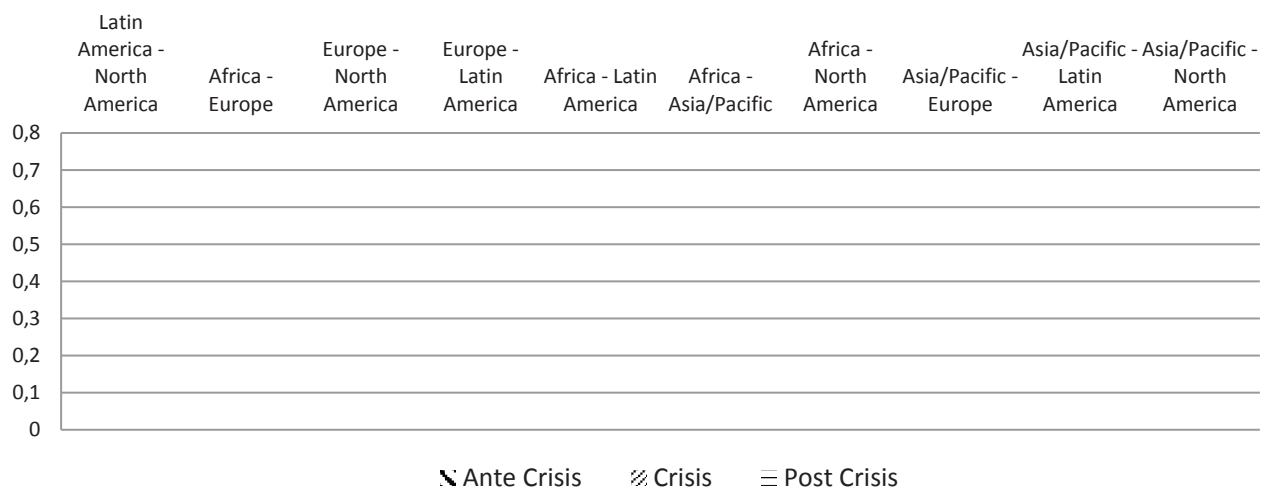 Latin
America -
North
America
Africa -
Europe
Europe -
North
America
Europe -
Latin
America
Africa - Latin
America
Africa -
Asia/Pacific
Africa -
North
America
Asia/Pacific -
Europe
Asia/Pacific -
Latin
America
Asia/Pacific -
North
America
0,8
0,7
0,6
0,5
0,4
0,3
0,2
0,1
0
Ante Crisis
Crisis
Post Crisis